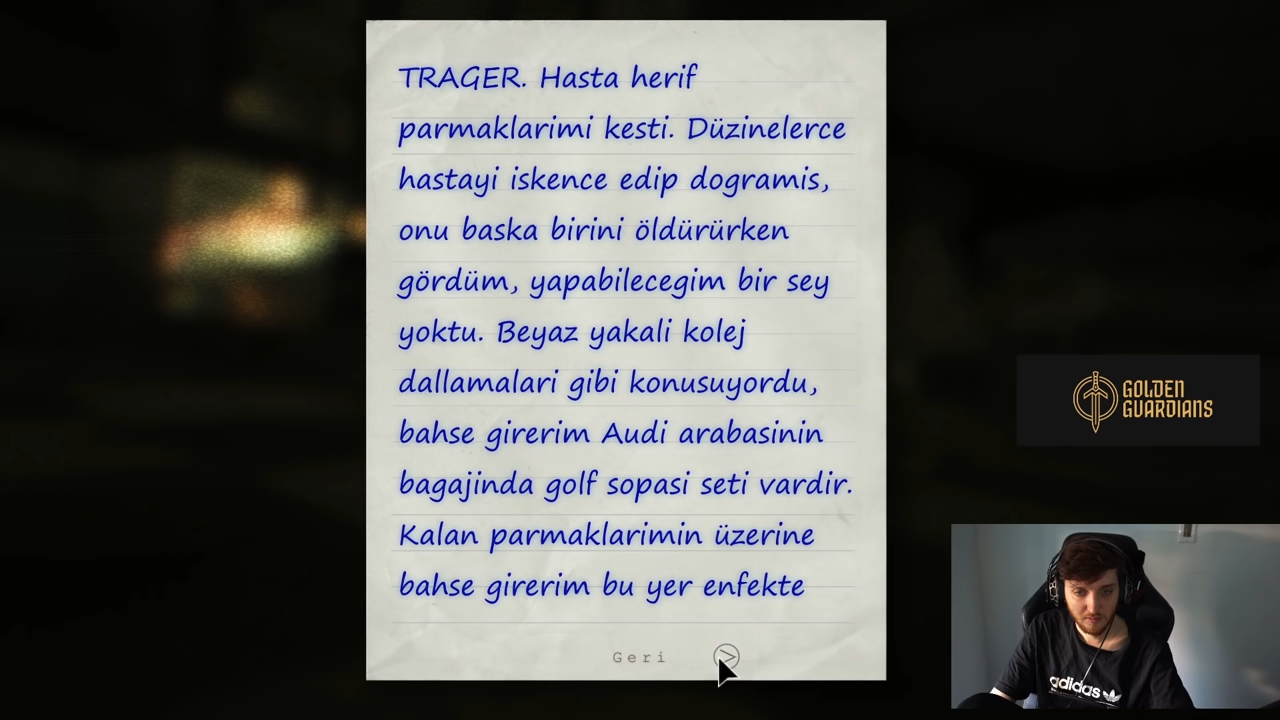 TRAGER. Hasta herif
parmaklarimi kesti. Düzinelerce
hastayi iskence edip dogramis,
onu baska birini öldürürken
gördüm, yapabilecegim bir sey
yoktu. Beyaz yakali kolej
dallamalari gibi konusuyordu,
bahse girerim Audi arabasinin
bagajinda golf sopasi seti vardir.
Kalan parmaklarimin üzerine
bahse girerim bu yer enfekte
Geri >
GOLDEN
GUARDIANS
adidas